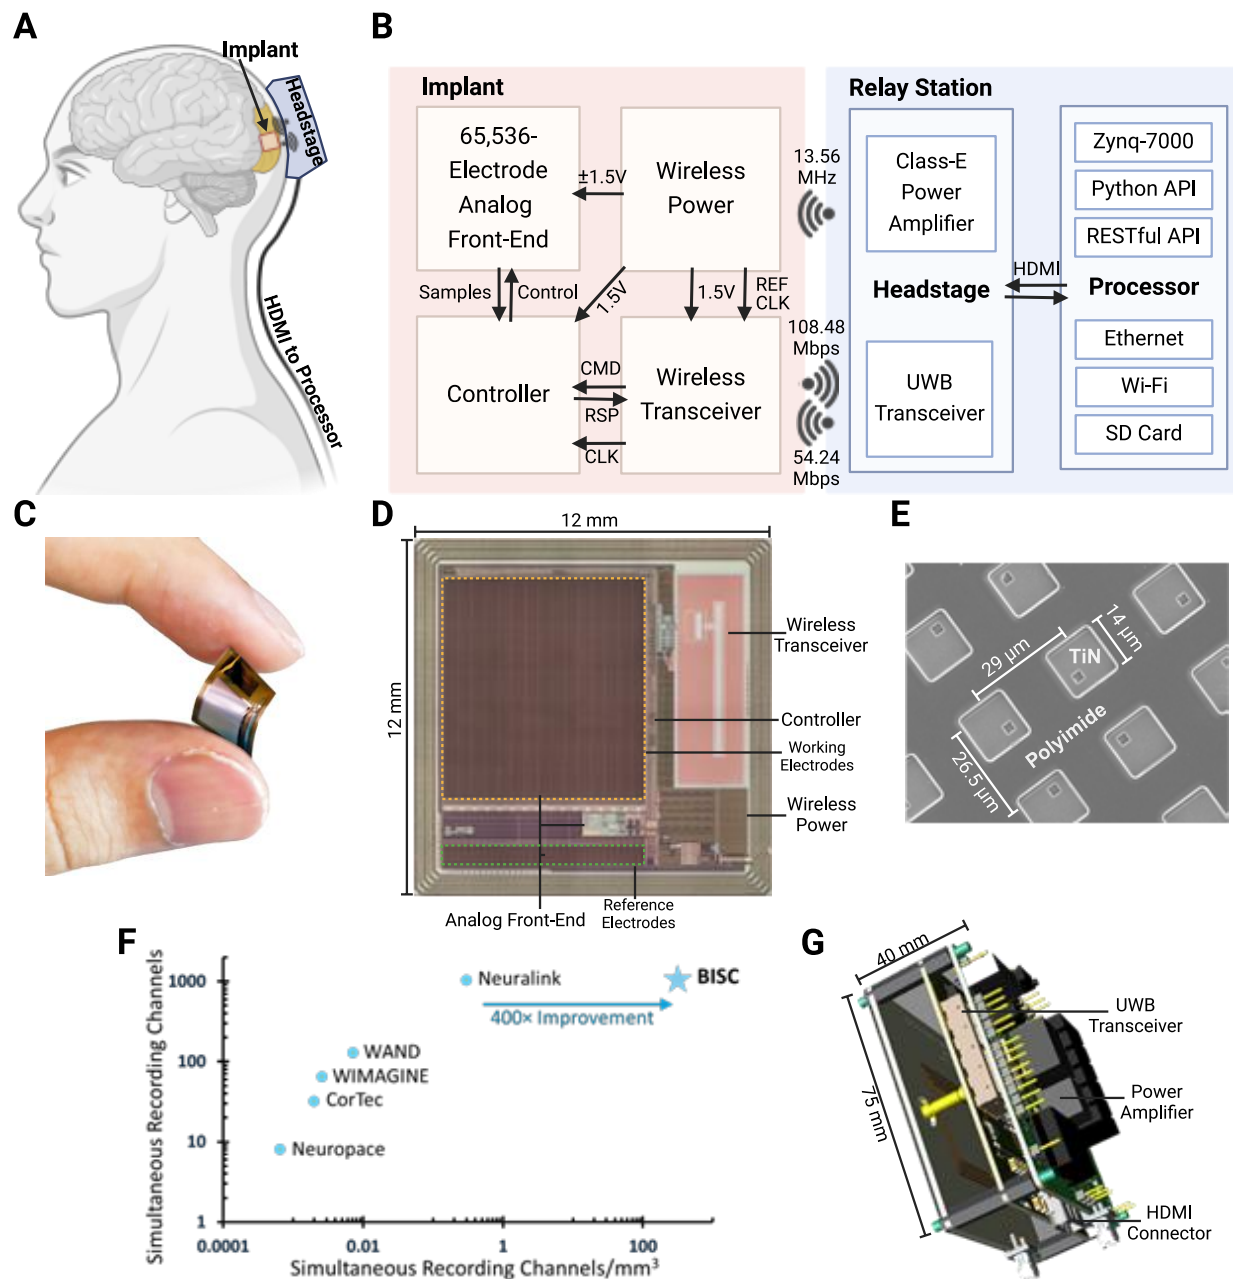 A
Implant
Headstage
HDMI to Processor
B
Implant
65,536-
Electrode
Analog
Front-End
±1.5V
Wireless
Power
Samples
Control
1.5V
1.5V
REF
CLK
Controller
CMD
RSP
CLK
Wireless
Transceiver
13.56
MHz
108.48
Mbps
54.24
Mbps
Relay Station
Class-E
Power
Amplifier
Headstage
UWB
Transceiver
HDMI
Zynq-7000
Python API
RESTful API
Processor
Ethernet
Wi-Fi
SD Card
C
D
12 mm
12 mm
Wireless
Transceiver
Controller
Working
Electrodes
Wireless
Power
Analog Front-End
Reference
Electrodes
E
29 µm
TiN
14 µm
Polyimide
26.5 µm
F
Simultaneous Recording Channels
1000
100
10
1
0.0001
0.01
1
100
Simultaneous Recording Channels/mm³
Neuralink
BISC
400× Improvement
WAND
WIMAGINE
CorTec
Neuropace
G
40 mm
75 mm
UWB
Transceiver
Power
Amplifier
HDMI
Connector